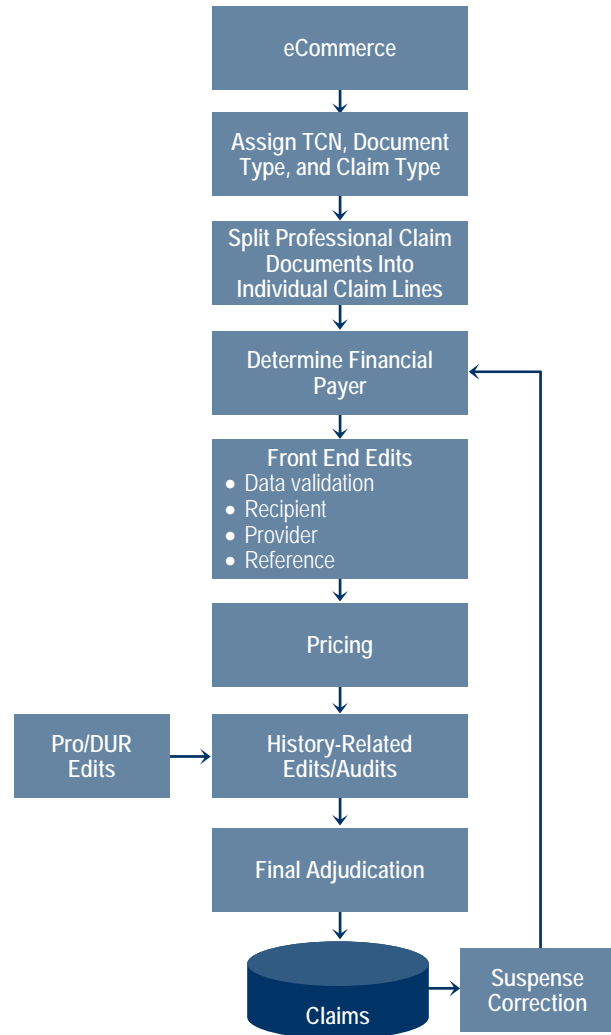 eCommerce
Assign TCN, Document
Type, and Claim Type
Split Professional Claim
Documents Into
Individual Claim Lines
Determine Financial
Payer
Front End Edits
• Data validation
• Recipient
• Provider
• Reference
Pricing
Pro/DUR
Edits
History-Related
Edits/Audits
Final Adjudication
Claims
Suspense
Correction